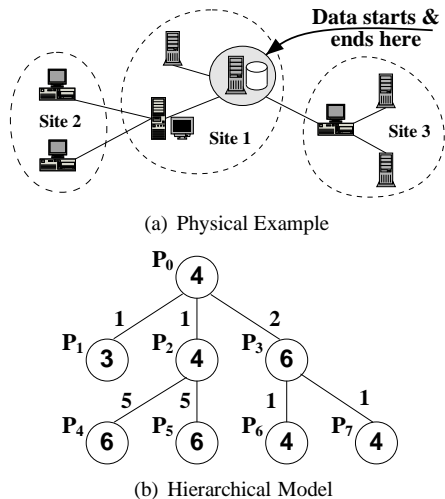 Data starts &
ends here
Site 2
Site 1
Site 3
(a) Physical Example
P0
4
1
1
2
P1
3
P2
4
P3
6
5
5
1
1
P4
6
P5
6
P6
4
P7
4
(b) Hierarchical Model